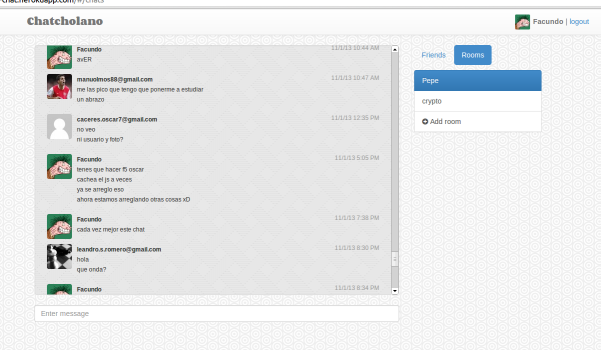 chat.herokuapp.com/#/chats
Chatcholano
Facundo | logout
Facundo 11/1/13 10:44 AM
avER
manuolmos88@gmail.com 11/1/13 10:47 AM
me las pico que tengo que ponerme a estudiar
un abrazo
caceres.oscar7@gmail.com 11/1/13 12:35 PM
no veo
ni usuario y foto?
Facundo 11/1/13 5:05 PM
tenes que hacer f5 oscar
cachea el js a veces
ya se arreglo eso
ahora estamos arreglando otras cosas xD
Facundo 11/1/13 7:38 PM
cada vez mejor este chat
leandro.s.romero@gmail.com 11/1/13 8:30 PM
hola
que onda?
Facundo 11/1/13 8:34 PM
Enter message
Friends Rooms
Pepe
crypto
Add room